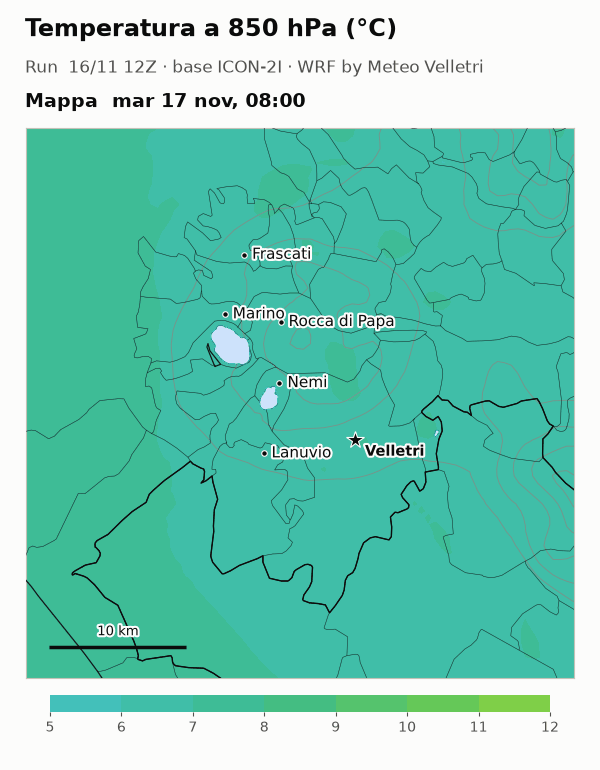 Temperatura a 850 hPa (°C)
Run  16/11 12Z · base ICON-2I · WRF by Meteo Velletri
Mappa  mar 17 nov, 08:00
Frascati
Marino
Rocca di Papa
Nemi
Velletri
Lanuvio
10 km
5 6 7 8 9 10 11 12